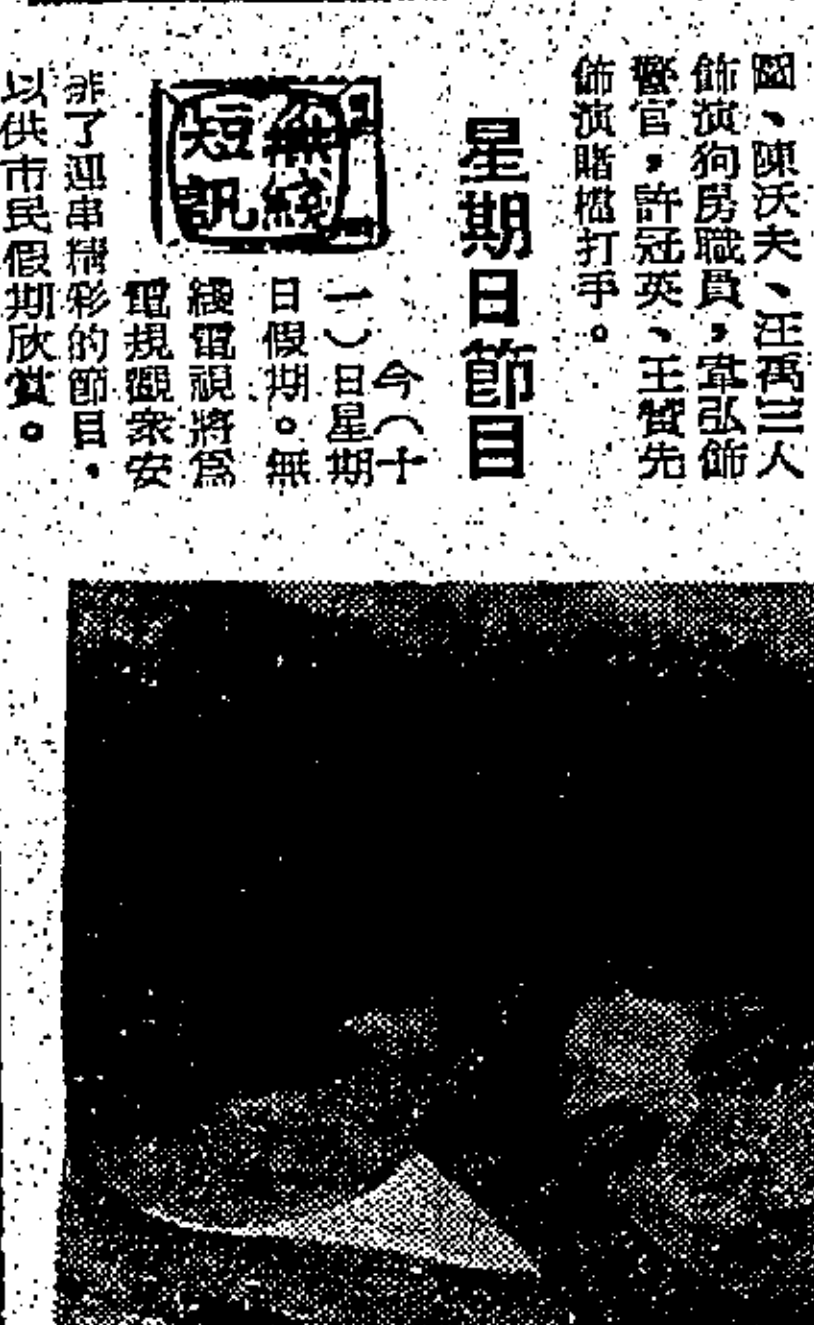 國、陳沃夫、汪禹三人
飾演狗房職員，韋弘飾
警官，許冠英、王贊先
飾演賭檔打手。
星期日節目
無綫
短訊
今（十
一）日星期
日假期。無
綫電視將為
電視觀衆安
排了連串精彩的節目，
以供市民假期欣賞。